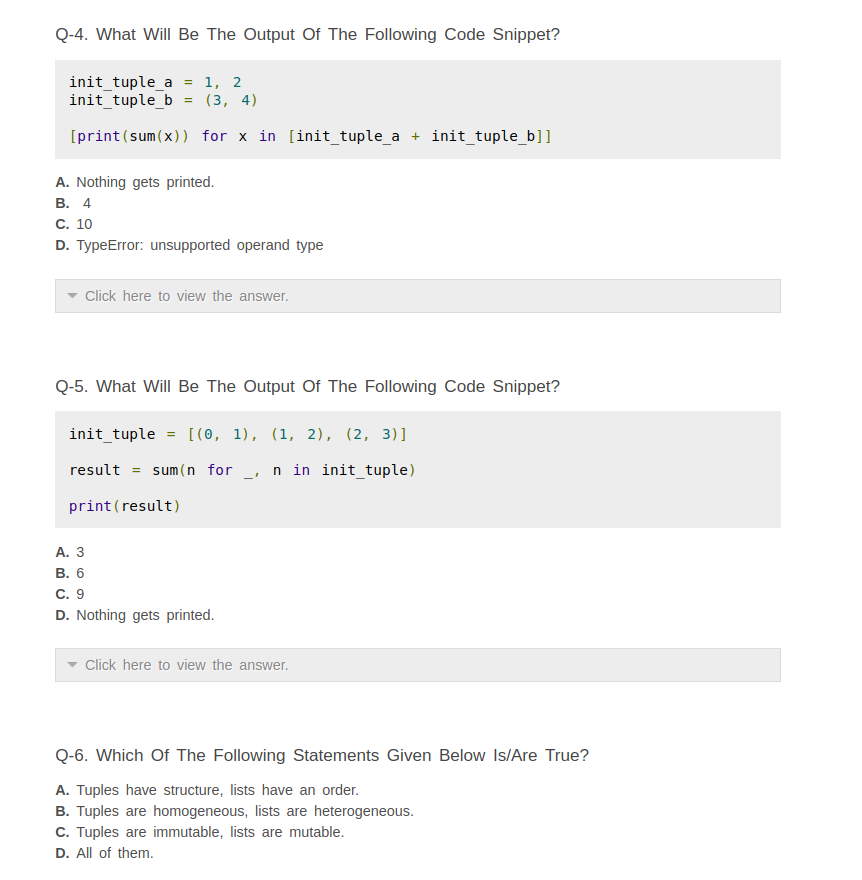 Q-4. What Will Be The Output Of The Following Code Snippet?
init_tuple_a = 1, 2
init_tuple_b = (3, 4)
[print(sum(x)) for x in [init_tuple_a + init_tuple_b]]
A. Nothing gets printed.
B. 4
C. 10
D. TypeError: unsupported operand type
Click here to view the answer.
Q-5. What Will Be The Output Of The Following Code Snippet?
init_tuple = [(0, 1), (1, 2), (2, 3)]
result = sum(n for _, n in init_tuple)
print(result)
A. 3
B. 6
C. 9
D. Nothing gets printed.
Click here to view the answer.
Q-6. Which Of The Following Statements Given Below Is/Are True?
A. Tuples have structure, lists have an order.
B. Tuples are homogeneous, lists are heterogeneous.
C. Tuples are immutable, lists are mutable.
D. All of them.